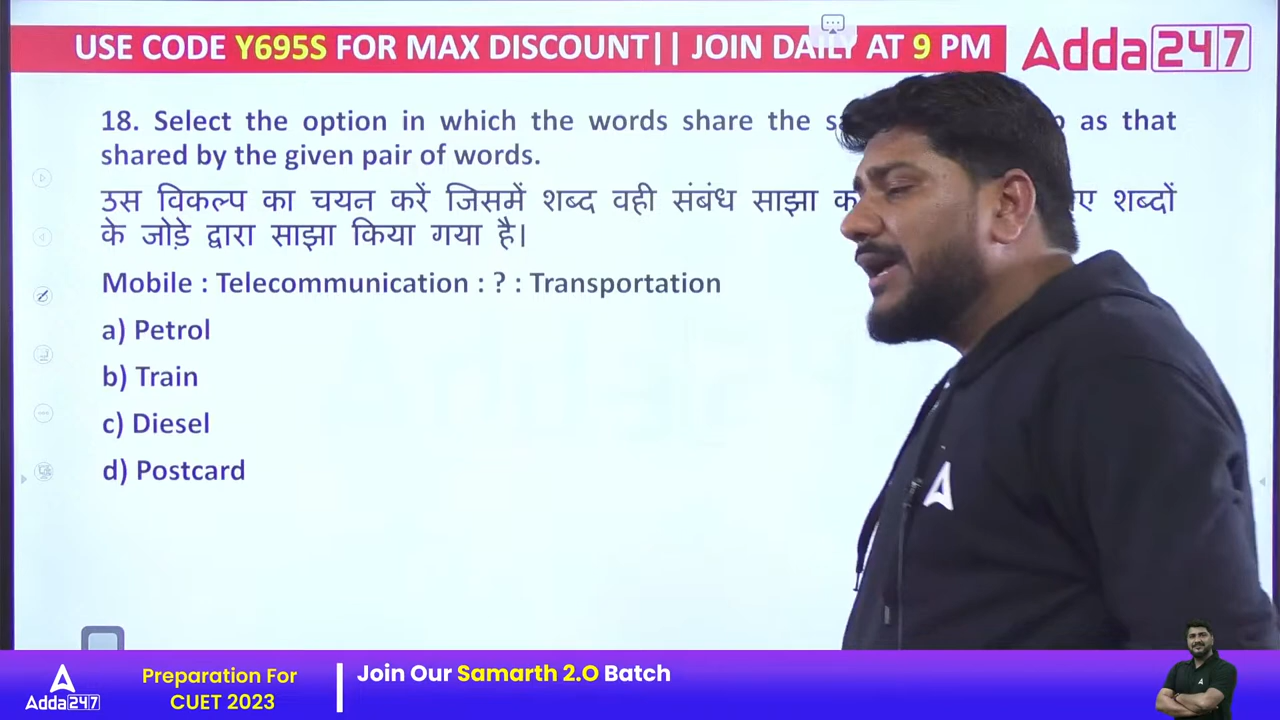 USE CODE Y695S FOR MAX DISCOUNT|| JOIN DAILY AT 9 PM
Adda247
18. Select the option in which the words share the as that
shared by the given pair of words.
उस विकल्प का चयन करें जिसमें शब्द वही संबंध साझा शब्दों
के जोड़े द्वारा साझा किया गया है।
Mobile : Telecommunication : ? : Transportation
a) Petrol
b) Train
c) Diesel
d) Postcard
Adda247
Preparation For
CUET 2023
Join Our Samarth 2.O Batch